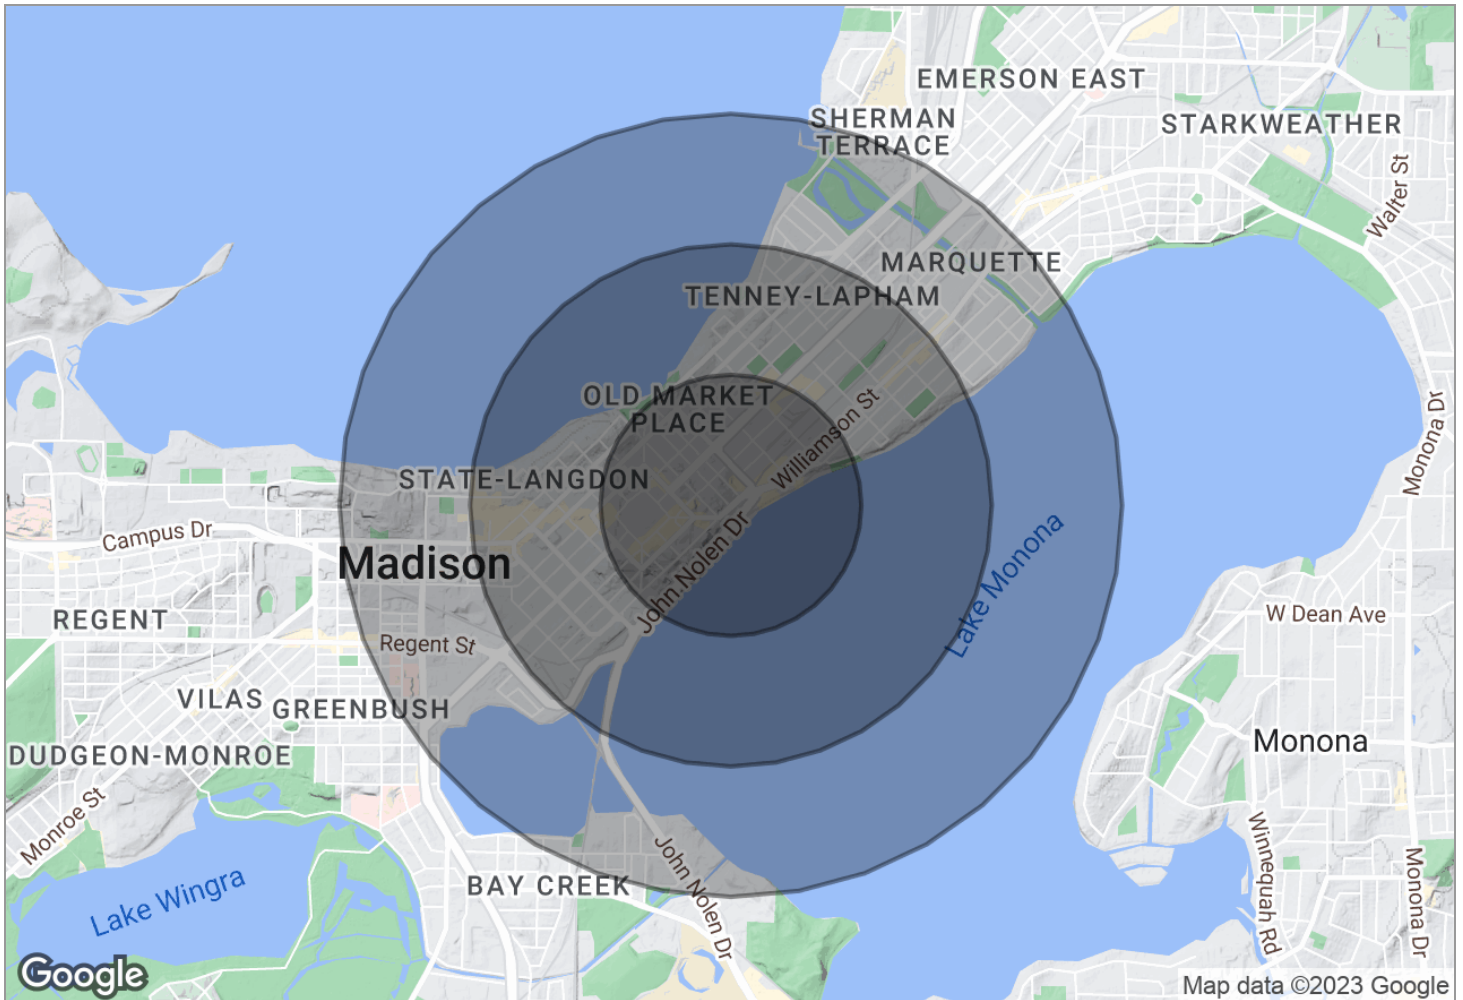 EMERSON EAST
SHERMAN
TERRACE
STARKWEATHER
Walter St
MARQUETTE
TENNEY-LAPHAM
OLD MARKET
PLACE
Williamson St
Monona Dr
STATE-LANGDON
Campus Dr
Madison
John Nolen Dr
Lake Monona
REGENT
Regent St
W Dean Ave
VILAS
GREENBUSH
DUDGEON-MONROE
Monona
Monroe St
Lake Wingra
BAY CREEK
John Nolen Dr
Winnequah Rd
Monona Dr
Google
Map data ©2023 Google